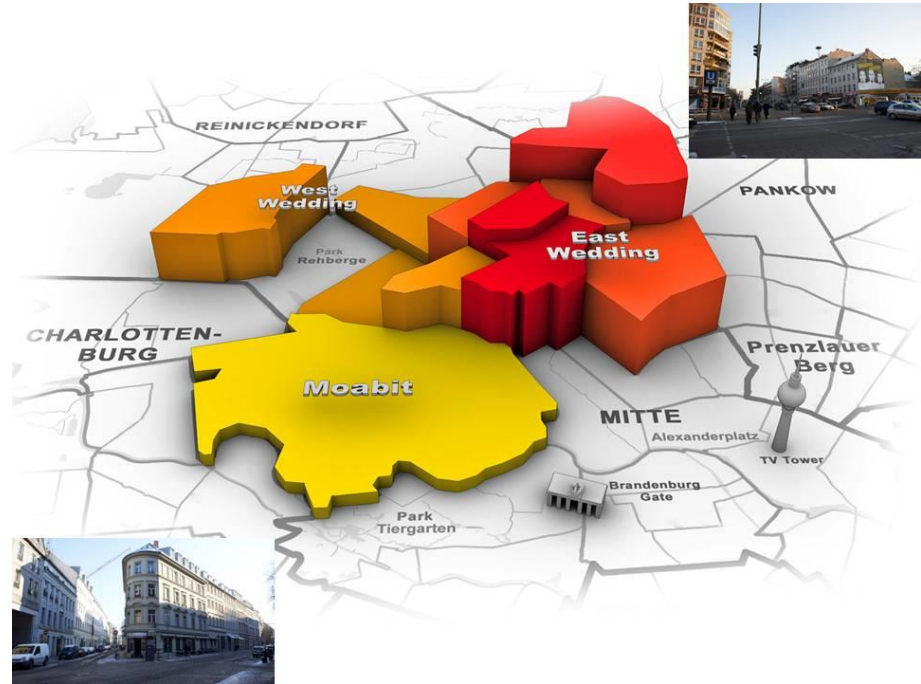 REINICKENDORF
PANKOW
West
Wedding
East
Wedding
Park
Rehberge
CHARLOTTEN-
BURG
Prenzlauer
Berg
Moabit
MITTE
Alexanderplatz
TV Tower
Brandenburg
Gate
Park
Tiergarten
U